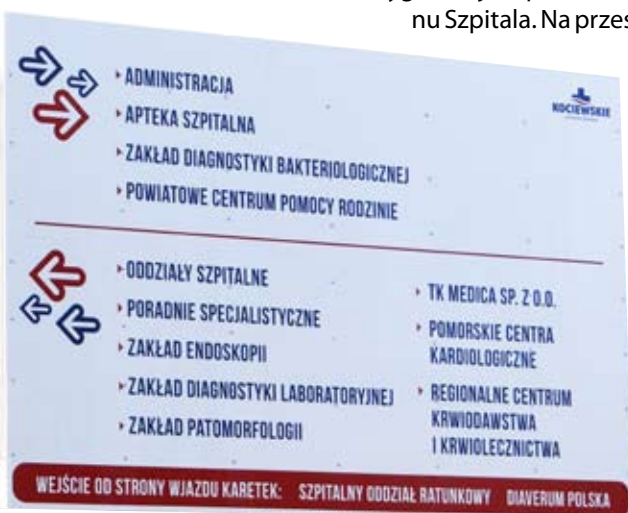 nu Szpitala. Na przes
ADMINISTRACJA
APTEKA SZPITALNA
ZAKŁAD DIAGNOSTYKI BAKTERIOLOGICZNEJ
POWIATOWE CENTRUM POMOCY RODZINIE
KOCIEWSKIE
ODDZIAŁY SZPITALNE
PORADNIE SPECJALISTYCZNE
ZAKŁAD ENDOSKOPII
ZAKŁAD DIAGNOSTYKI LABORATORYJNEJ
ZAKŁAD PATOMORFOLOGII
TK MEDICA SP. Z O.O.
POMORSKIE CENTRA
KARDIOLOGICZNE
REGIONALNE CENTRUM
KRWIODAWSTWA
I KRWIOLECZNICTWA
WEJŚCIE OD STRONY WJAZDU KARETEK: SZPITALNY ODDZIAŁ RATUNKOWY DIAVERUM POLSKA